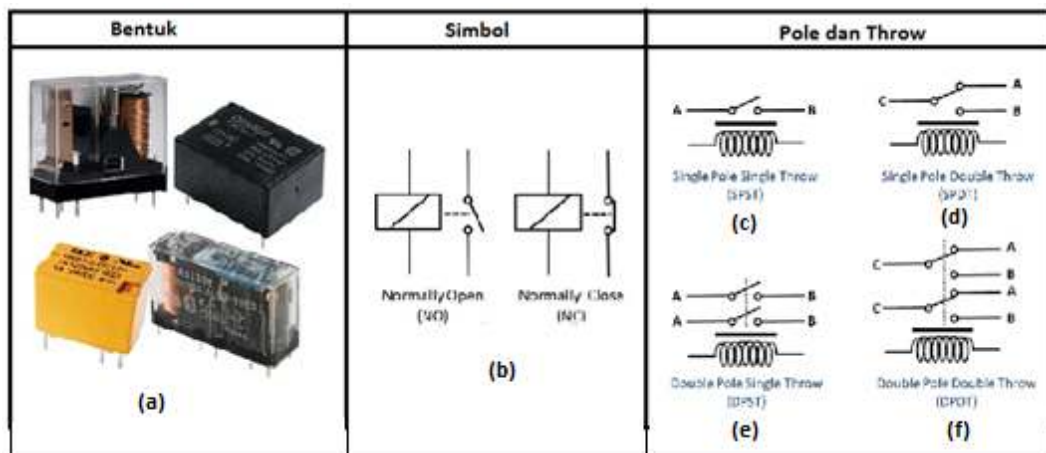 Bentuk
Simbol
Pole dan Throw
A
B
C
A
B
Single Pole Single Throw
(SPST)
Single Pole Double Throw
(SPDT)
(c)
(d)
Normally Open
(NO)
Normally Close
(NC)
(a)
(b)
A
B
A
B
C
A
B
C
A
B
Double Pole Single Throw
(DPST)
Double Pole Double Throw
(DPDT)
(e)
(f)